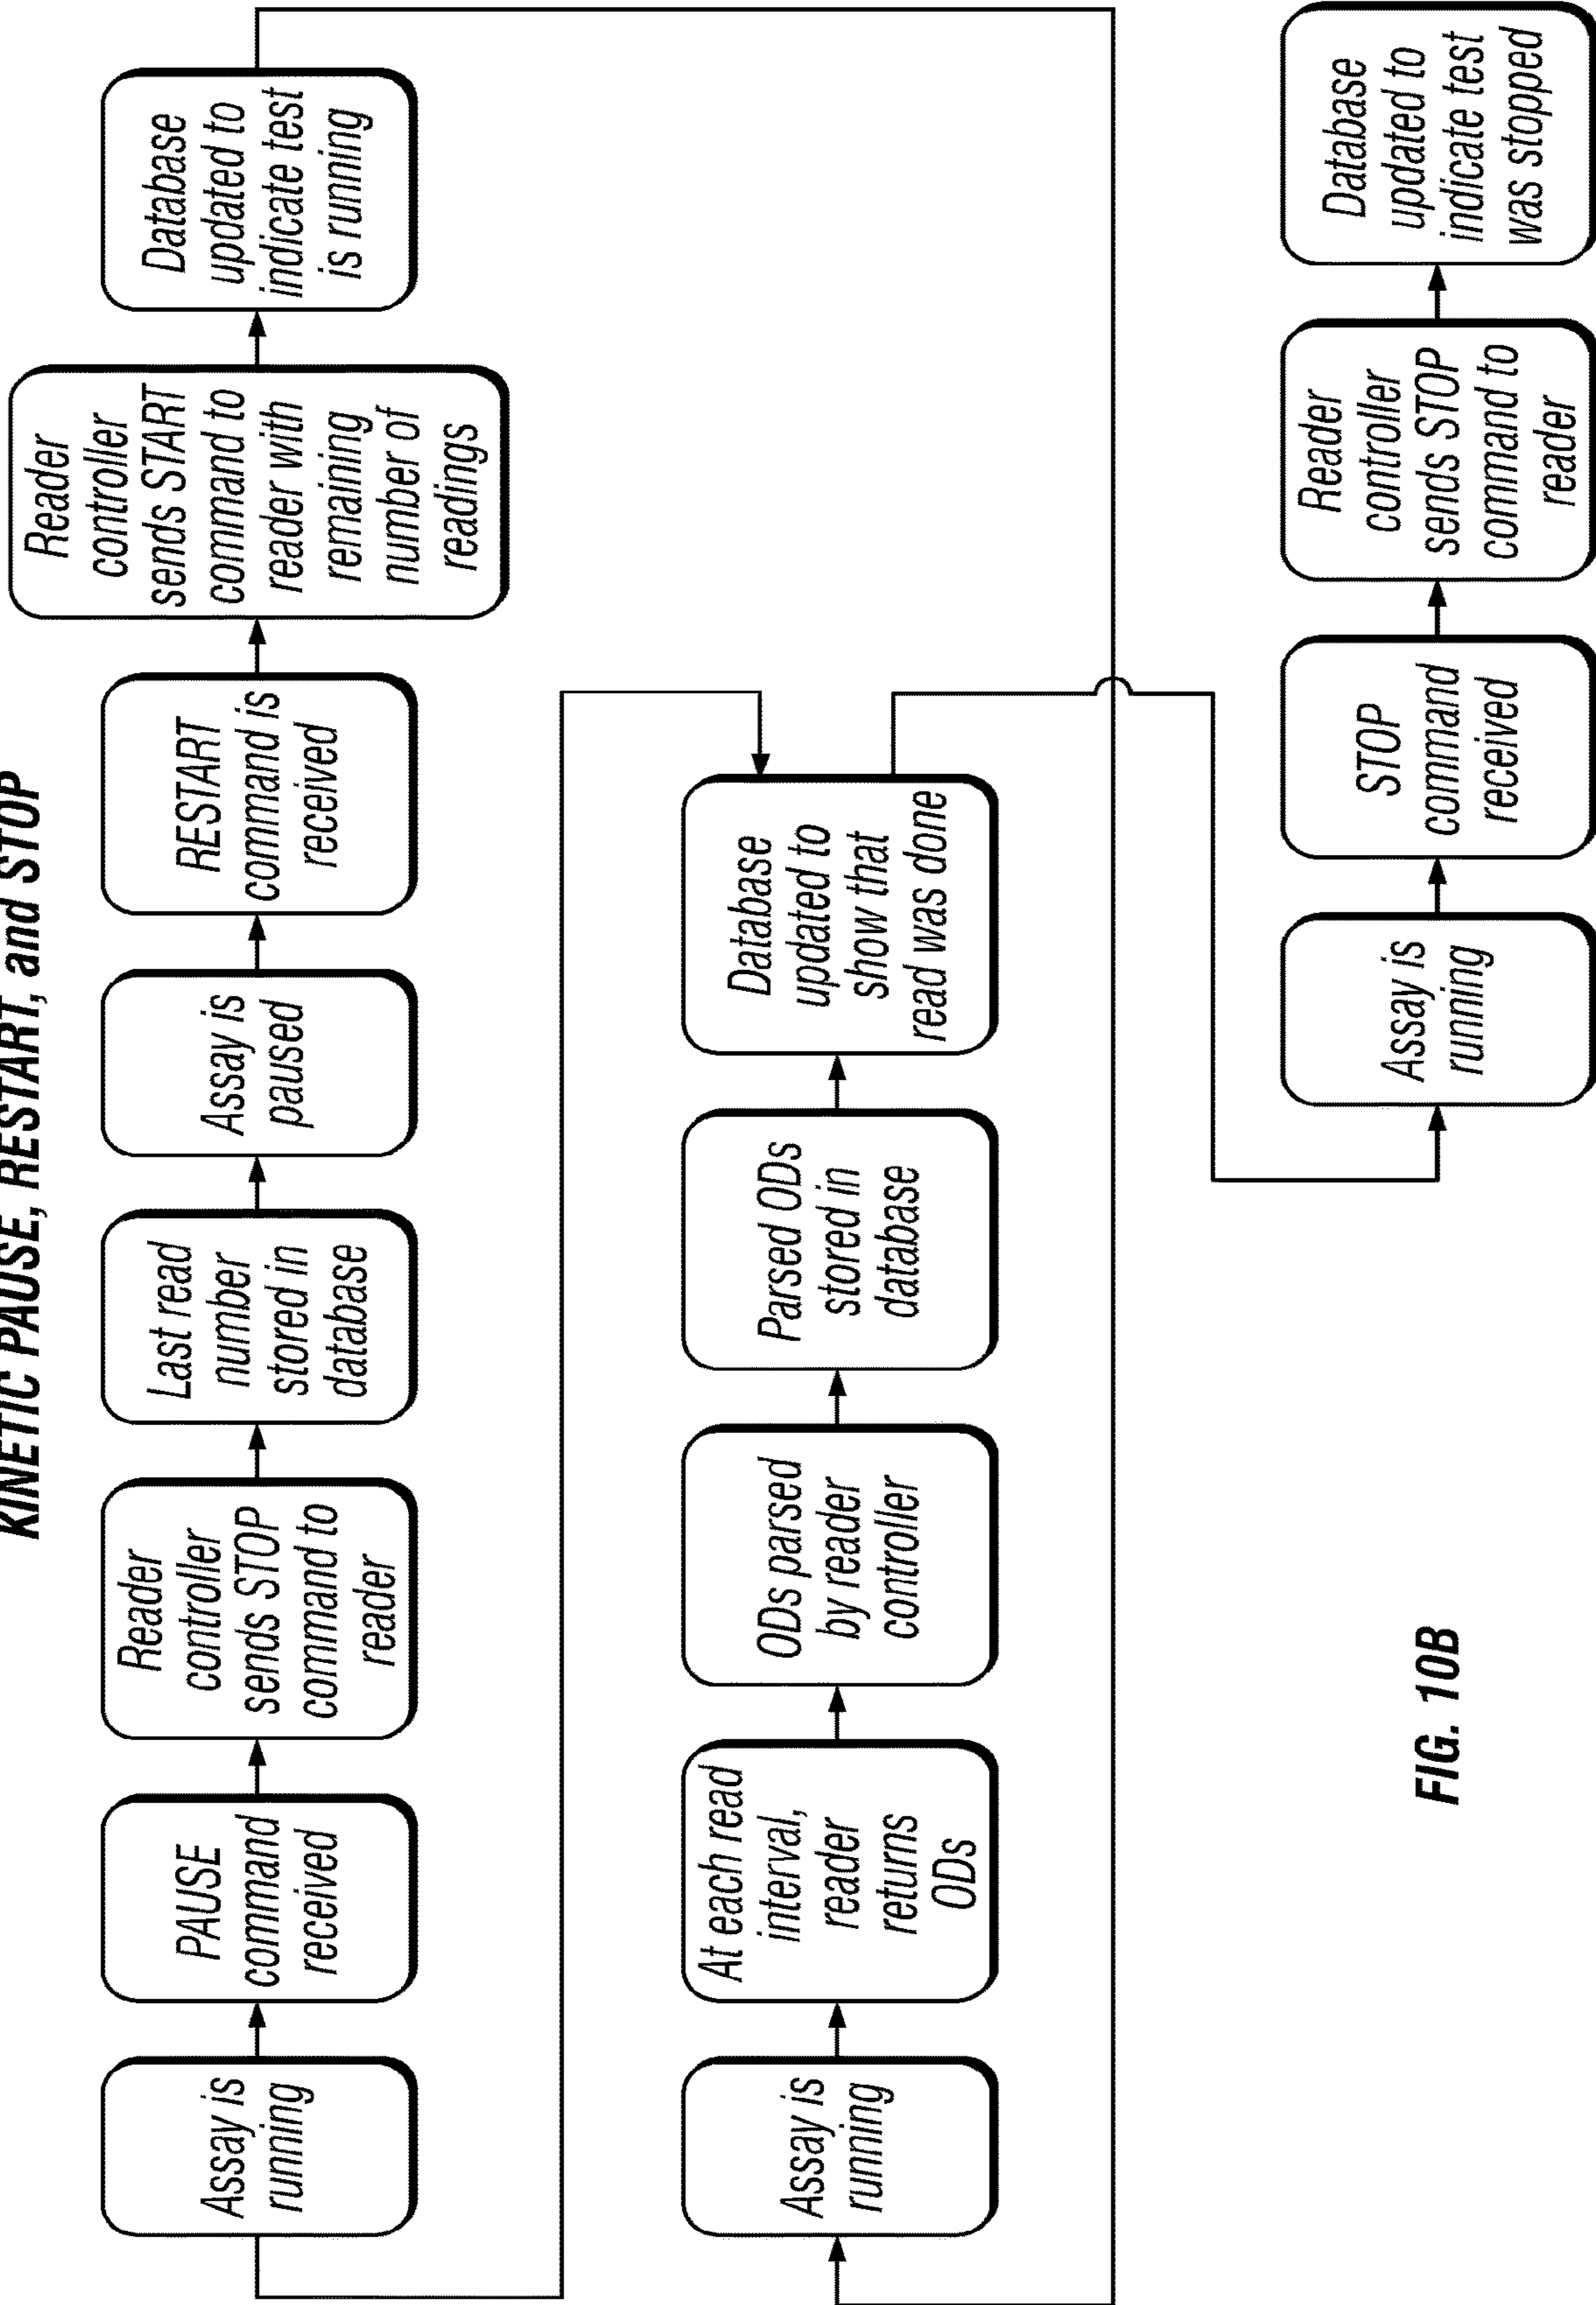 KINETIC PAUSE, RESTART, and STOP
Assay is
running
PAUSE
command
received
Reader
controller
sends STOP
command to
reader
Last read
number
stored in
database
Assay is
paused
RESTART
command is
received
Reader
controller
sends START
command to
reader with
remaining
number of
readings
Database
updated to
indicate test
is running
Assay is
running
At each read
interval,
reader
returns
ODs
ODs parsed
by reader
controller
Parsed ODs
stored in
database
Database
updated to
show that
read was done
Assay is
running
STOP
command
received
Reader
controller
sends STOP
command to
reader
Database
updated to
indicate test
was stopped
FIG. 10B